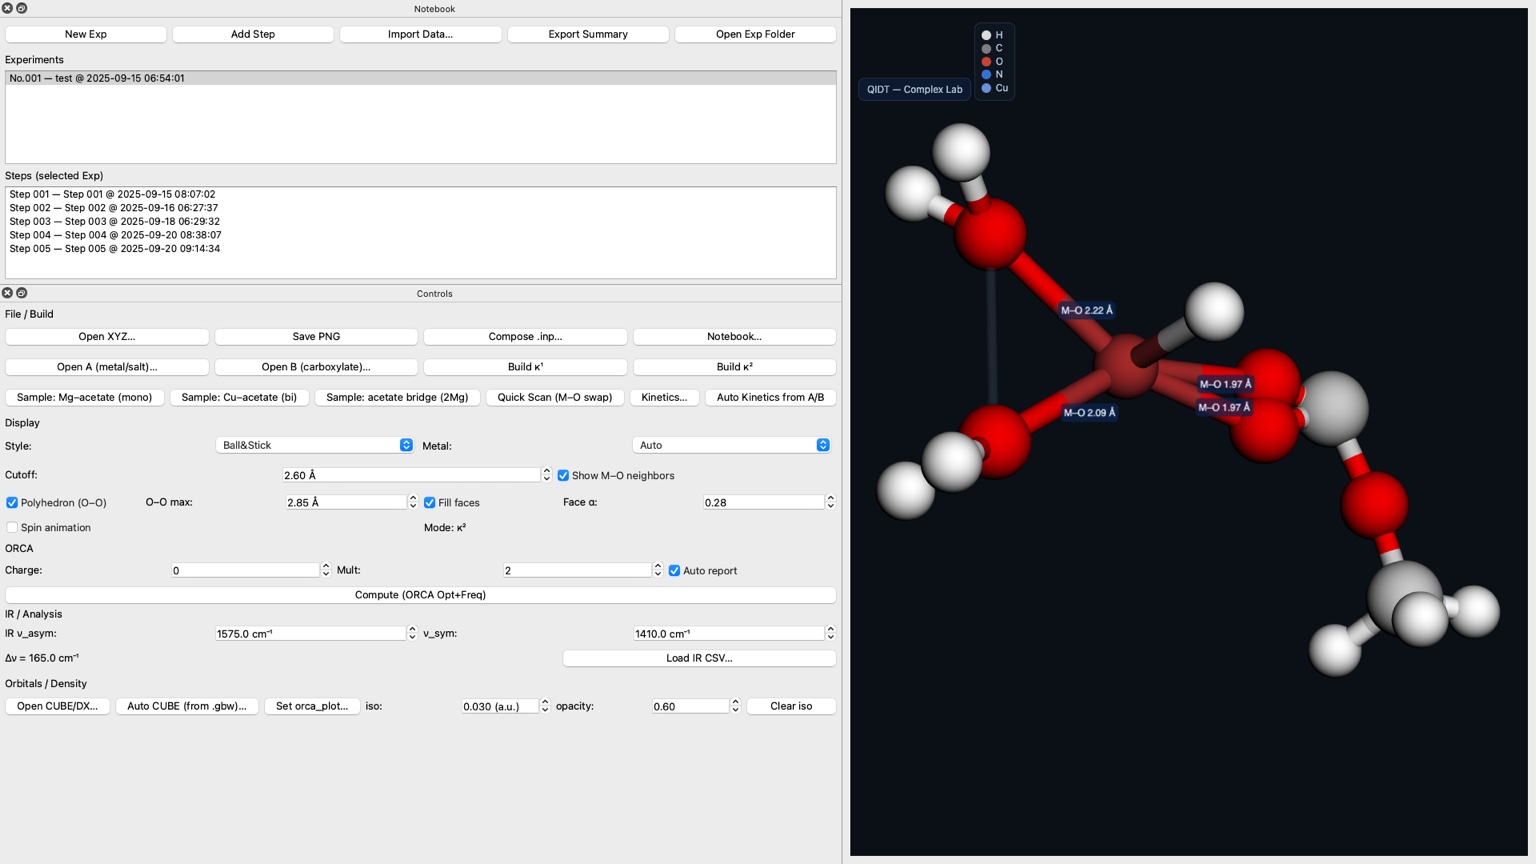 Notebook
New Exp Add Step Import Data... Export Summary Open Exp Folder
Experiments
No.001 — test @ 2025-09-15 06:54:01
Steps (selected Exp)
Step 001 — Step 001 @ 2025-09-15 08:07:02
Step 002 — Step 002 @ 2025-09-16 06:27:37
Step 003 — Step 003 @ 2025-09-18 06:29:32
Step 004 — Step 004 @ 2025-09-20 08:38:07
Step 005 — Step 005 @ 2025-09-20 09:14:34
Controls
File / Build
Open XYZ... Save PNG Compose .inp... Notebook...
Open A (metal/salt)... Open B (carboxylate)... Build κ¹ Build κ²
Sample: Mg–acetate (mono) Sample: Cu–acetate (bi) Sample: acetate bridge (2Mg) Quick Scan (M–O swap) Kinetics... Auto Kinetics from A/B
Display
Style: Ball&Stick Metal: Auto
Cutoff: 2.60 Å Show M–O neighbors
Polyhedron (O–O) O–O max: 2.85 Å Fill faces Face α: 0.28
Spin animation Mode: κ²
ORCA
Charge: 0 Mult: 2 Auto report
Compute (ORCA Opt+Freq)
IR / Analysis
IR ν_asym: 1575.0 cm⁻¹ ν_sym: 1410.0 cm⁻¹
Δν = 165.0 cm⁻¹ Load IR CSV...
Orbitals / Density
Open CUBE/DX... Auto CUBE (from .gbw)... Set orca_plot... iso: 0.030 (a.u.) opacity: 0.60 Clear iso
H
C
O
N
Cu
QIDT — Complex Lab
M–O 2.22 Å
M–O 1.97 Å
M–O 1.97 Å
M–O 2.09 Å